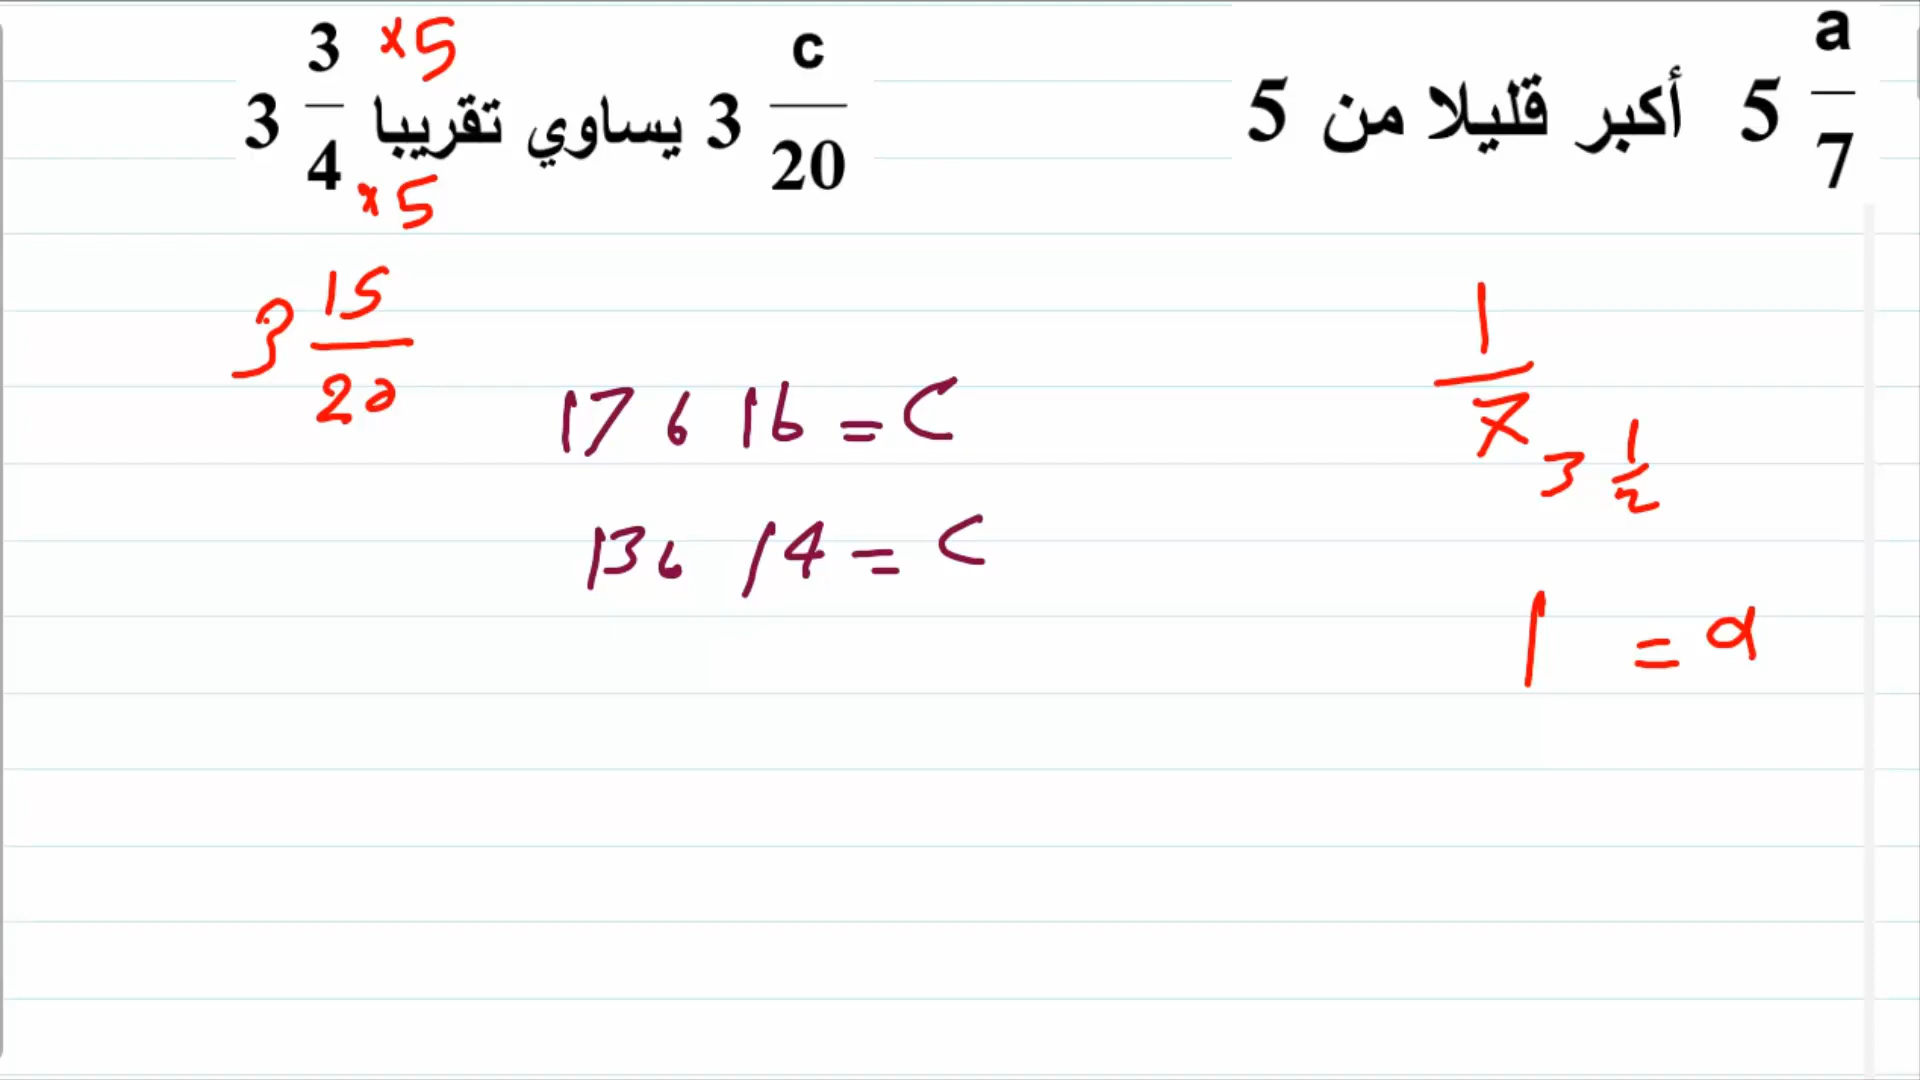 5 a/7 أكبر قليلا من 5
3 c/20 يساوي تقريبا 3 3/4
×5
×5
3 15/20
1/7
3 1/2
17 ، 16 = C
13 ، 14 = C
1 = a